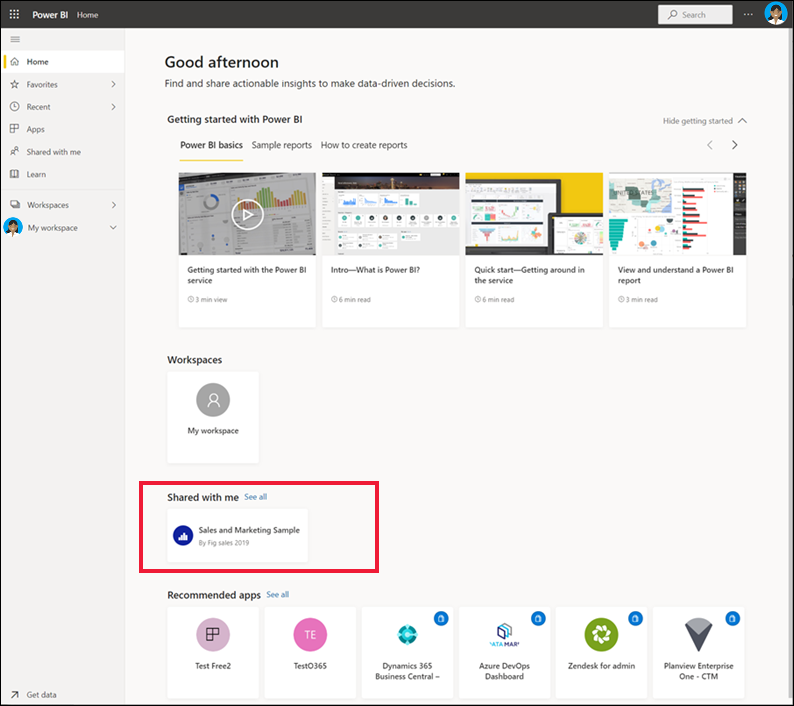 Power BI Home
Search
Home
Favorites
Recent
Apps
Shared with me
Learn
Workspaces
My workspace
Get data
Good afternoon
Find and share actionable insights to make data-driven decisions.
Getting started with Power BI
Hide getting started
Power BI basics Sample reports How to create reports
Getting started with the Power BI
service
3 min view
Intro—What is Power BI?
6 min read
Quick start—Getting around in
the service
6 min read
View and understand a Power BI
report
3 min read
Workspaces
My workspace
Shared with me See all
Sales and Marketing Sample
By Fig sales 2019
Recommended apps See all
Test Free2
TE
TestO365
Dynamics 365
Business Central –
ATA MAR
Azure DevOps
Dashboard
Zendesk for admin
Planview Enterprise
One - CTM